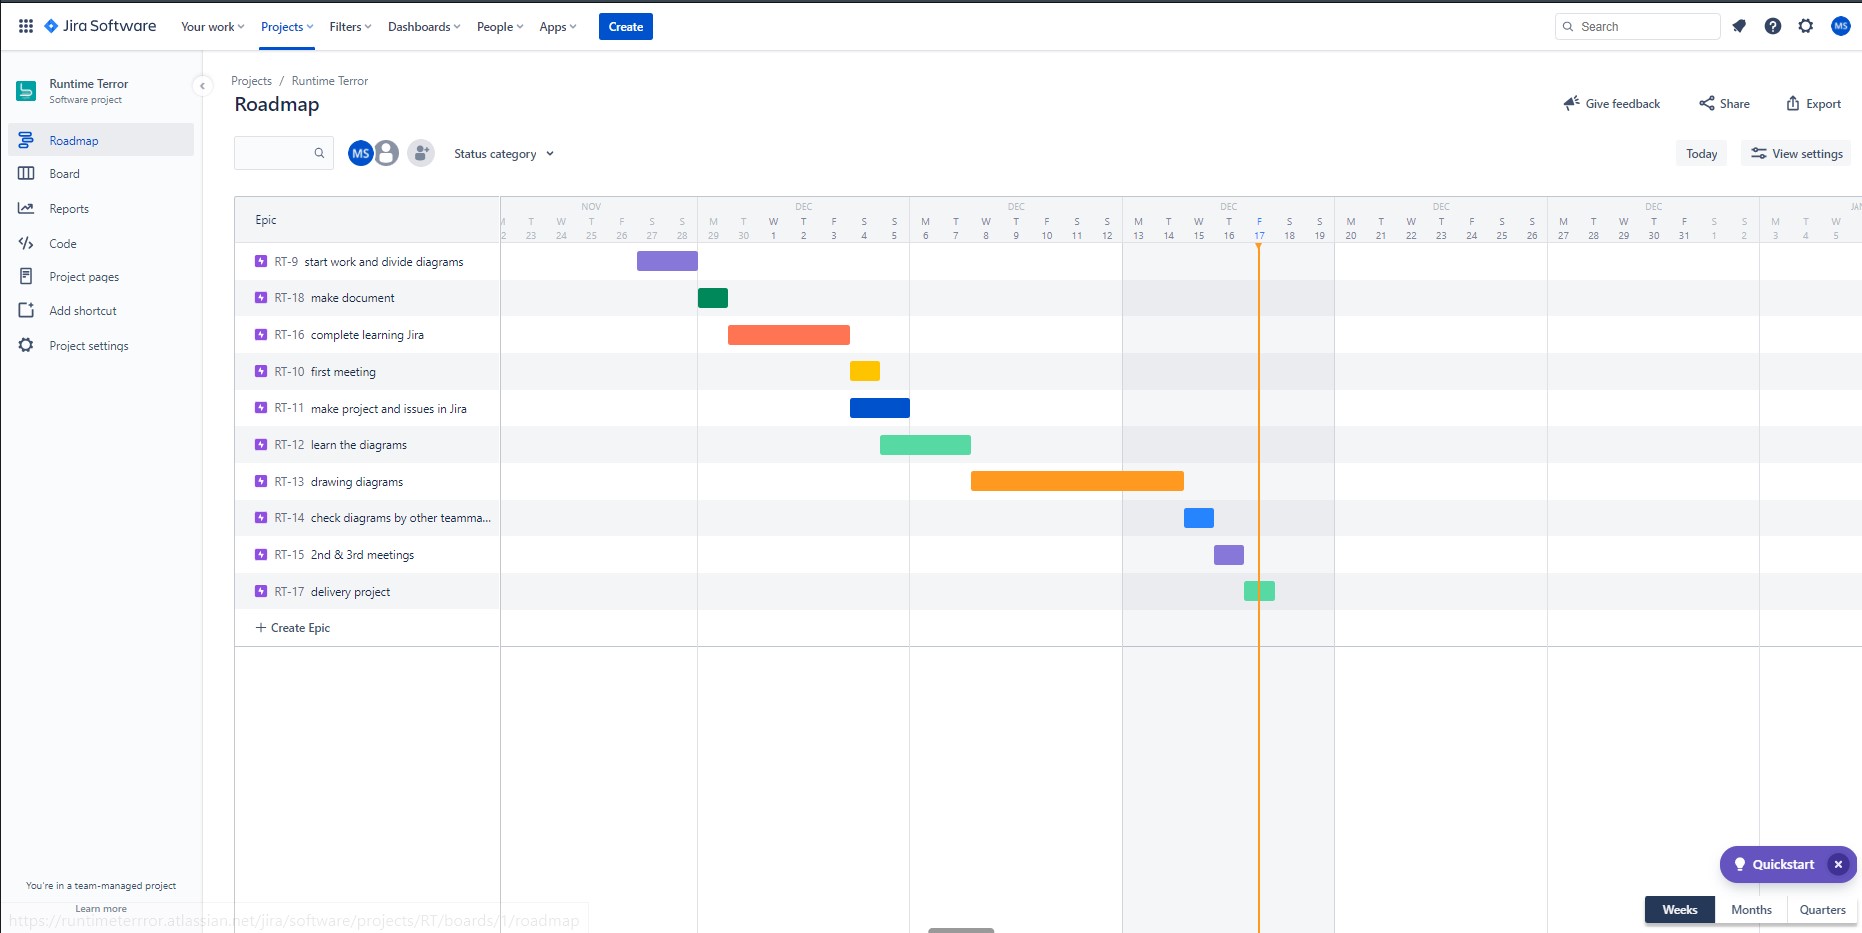 Jira Software Your work Projects Filters Dashboards People Apps Create Search MS
Runtime Terror
Software project
Roadmap
Board
Reports
Code
Project pages
Add shortcut
Project settings
Projects / Runtime Terror
Roadmap
Give feedback Share Export
MS Status category Today View settings
Epic
NOV DEC DEC DEC DEC DEC
T W T F S S M T W T F S S M T W T F S S M T W T F S S M T W T F S S M T W T F S S M T W
2 23 24 25 26 27 28 29 30 1 2 3 4 5 6 7 8 9 10 11 12 13 14 15 16 17 18 19 20 21 22 23 24 25 26 27 28 29 30 31 1 2 3 4 5
RT-9 start work and divide diagrams
RT-18 make document
RT-16 complete learning Jira
RT-10 first meeting
RT-11 make project and issues in Jira
RT-12 learn the diagrams
RT-13 drawing diagrams
RT-14 check diagrams by other teamma...
RT-15 2nd & 3rd meetings
RT-17 delivery project
+ Create Epic
You're in a team-managed project
Learn more
https://runtimeterrror.atlassian.net/jira/software/projects/RT/boards/1/roadmap
Quickstart
Weeks Months Quarters